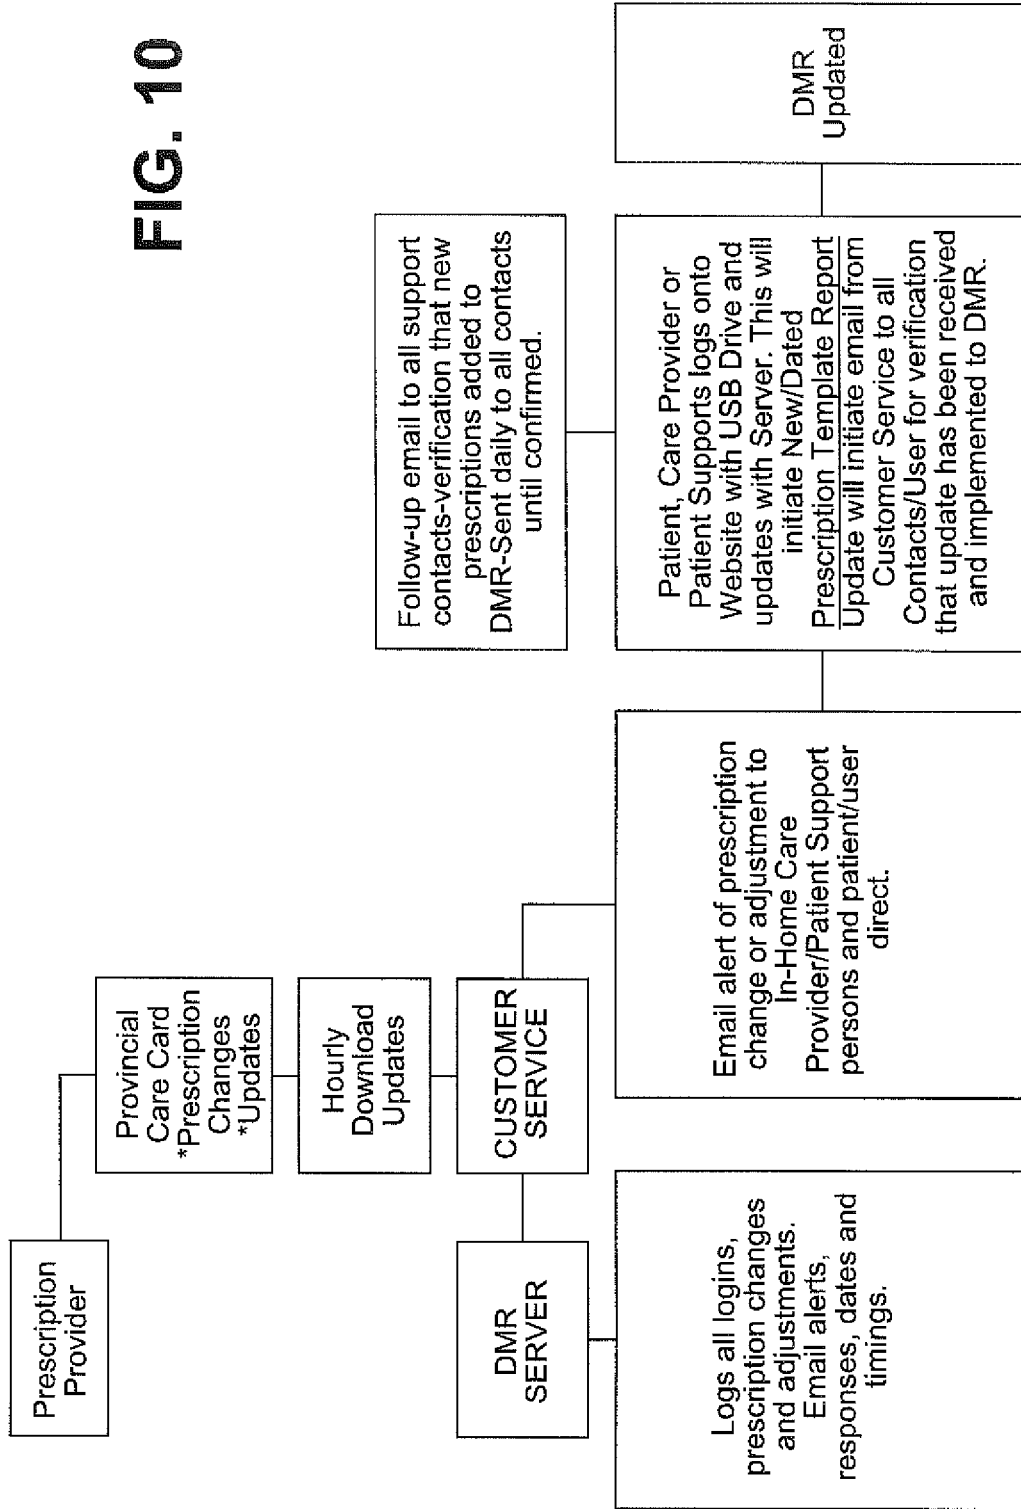 FIG. 10
Prescription
Provider
Provincial
Care Card
*Prescription
Changes
*Updates
Hourly
Download
Updates
DMR
SERVER
CUSTOMER
SERVICE
Follow-up email to all support
contacts-verification that new
prescriptions added to
DMR-Sent daily to all contacts
until confirmed.
Logs all logins,
prescription changes
and adjustments.
Email alerts,
responses, dates and
timings.
Email alert of prescription
change or adjustment to
In-Home Care
Provider/Patient Support
persons and patient/user
direct.
Patient, Care Provider or
Patient Supports logs onto
Website with USB Drive and
updates with Server. This will
initiate New/Dated
Prescription Template Report
Update will initiate email from
Customer Service to all
Contacts/User for verification
that update has been received
and implemented to DMR.
DMR
Updated